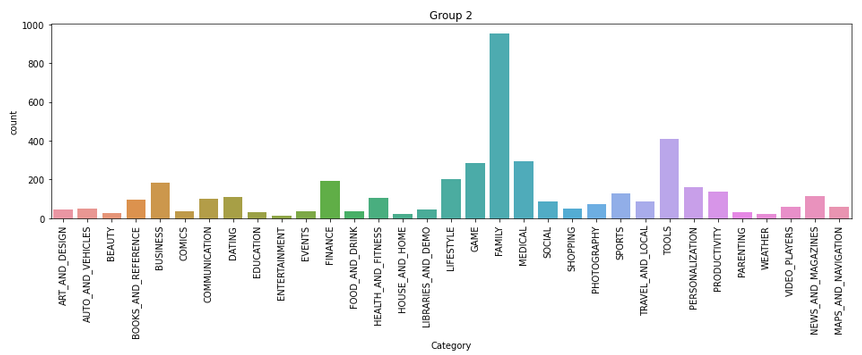 Group 2
count
1000
800
600
400
200
0
ART_AND_DESIGN
AUTO_AND_VEHICLES
BEAUTY
BOOKS_AND_REFERENCE
BUSINESS
COMICS
COMMUNICATION
DATING
EDUCATION
ENTERTAINMENT
EVENTS
FINANCE
FOOD_AND_DRINK
HEALTH_AND_FITNESS
HOUSE_AND_HOME
LIBRARIES_AND_DEMO
LIFESTYLE
GAME
FAMILY
MEDICAL
SOCIAL
SHOPPING
PHOTOGRAPHY
SPORTS
TRAVEL_AND_LOCAL
TOOLS
PERSONALIZATION
PRODUCTIVITY
PARENTING
WEATHER
VIDEO_PLAYERS
NEWS_AND_MAGAZINES
MAPS_AND_NAVIGATION
Category